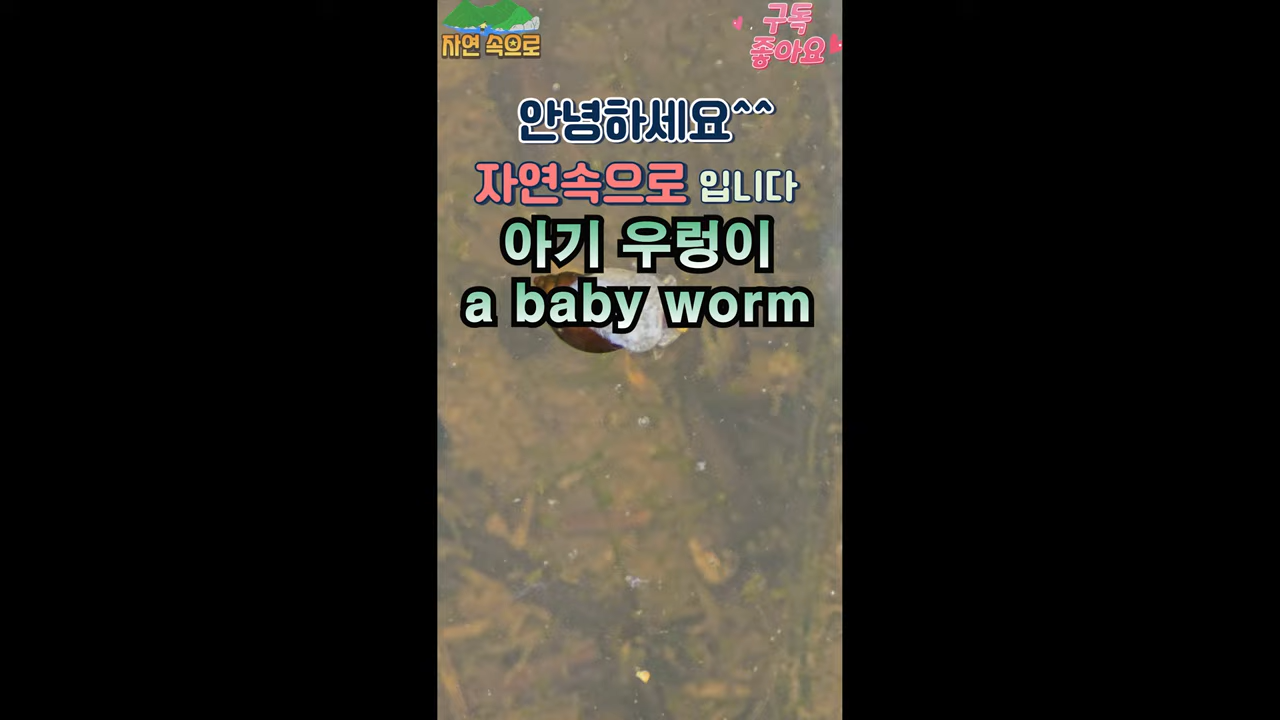 자연 속으로
구독
좋아요
안녕하세요^^
자연속으로 입니다
아기 우렁이
a baby worm